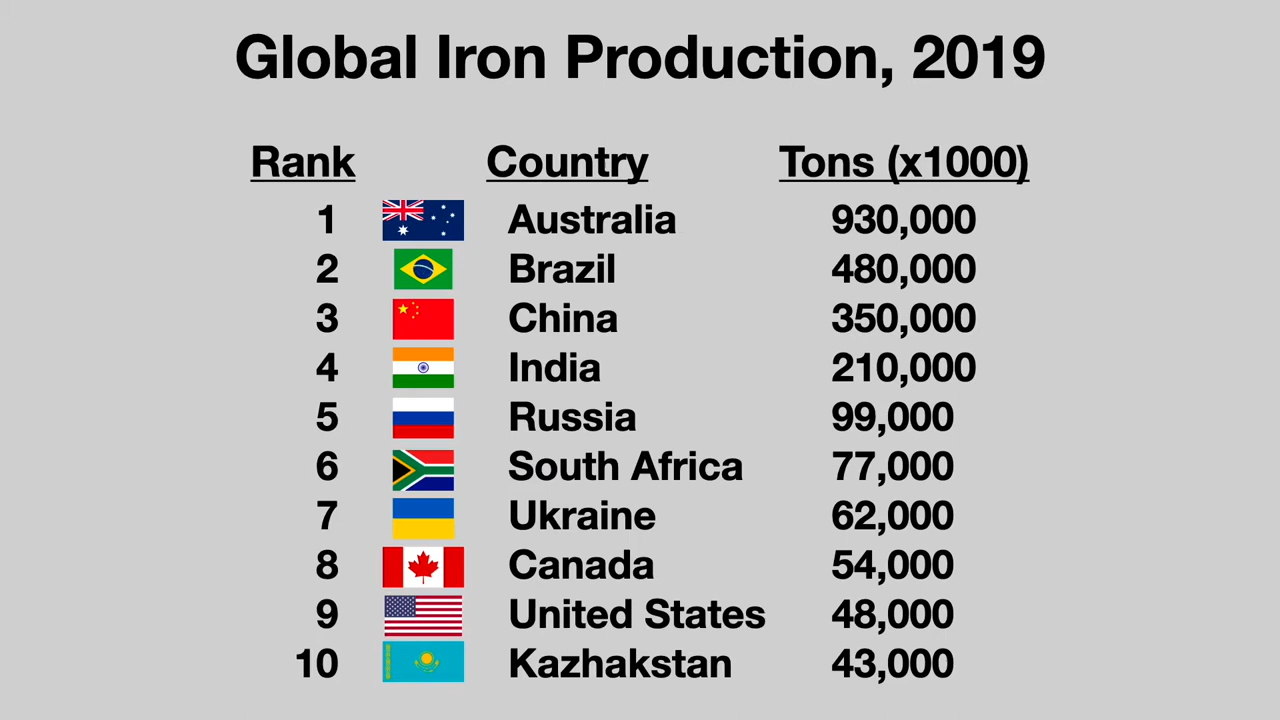 Global Iron Production, 2019
Rank Country Tons (x1000)
1 Australia 930,000
2 Brazil 480,000
3 China 350,000
4 India 210,000
5 Russia 99,000
6 South Africa 77,000
7 Ukraine 62,000
8 Canada 54,000
9 United States 48,000
10 Kazhakstan 43,000